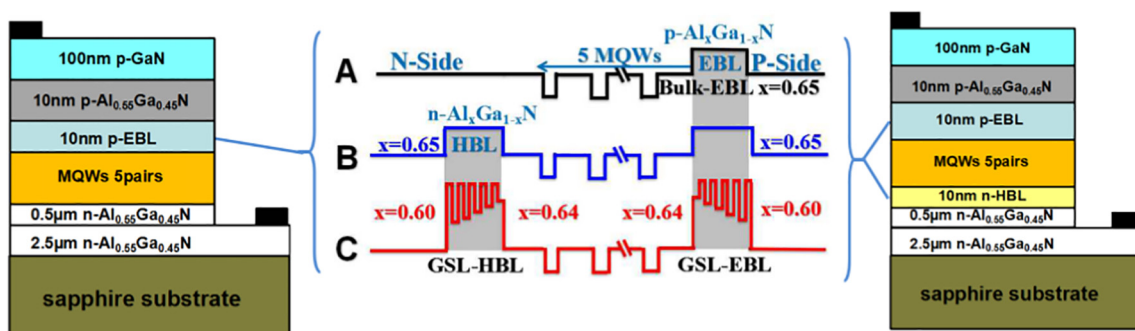 100nm p-GaN
10nm p-Al₀.₅₅Ga₀.₄₅N
10nm p-EBL
MQWs 5pairs
0.5μm n-Al₀.₅₅Ga₀.₄₅N
2.5μm n-Al₀.₅₅Ga₀.₄₅N
sapphire substrate
p-AlₓGa₁₋ₓN
N-Side
5 MQWs
EBL
P-Side
A
Bulk-EBL x=0.65
n-AlₓGa₁₋ₓN
HBL
B
x=0.65
x=0.65
x=0.60
x=0.64
x=0.64
x=0.60
C
GSL-HBL
GSL-EBL
100nm p-GaN
10nm p-Al₀.₅₅Ga₀.₄₅N
10nm p-EBL
MQWs 5pairs
10nm n-HBL
0.5μm n-Al₀.₅₅Ga₀.₄₅N
2.5μm n-Al₀.₅₅Ga₀.₄₅N
sapphire substrate